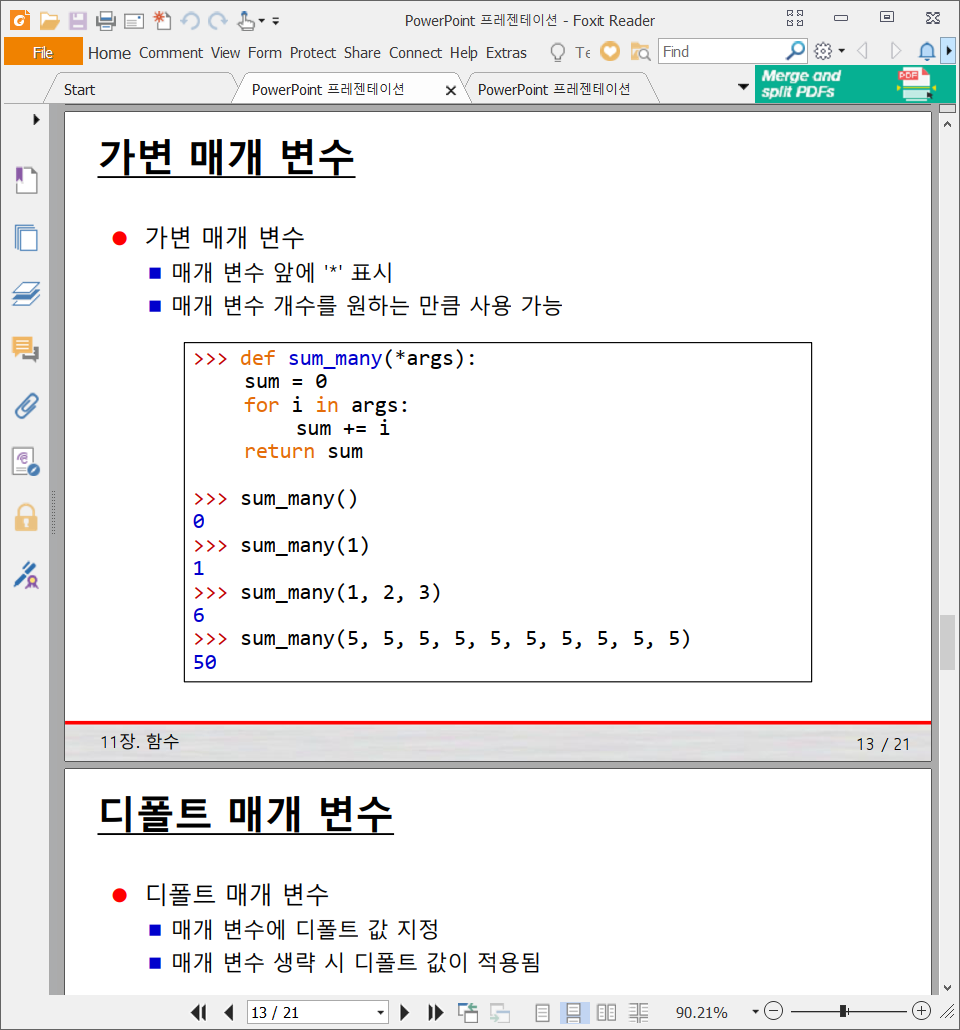 PowerPoint 프레젠테이션 - Foxit Reader
File Home Comment View Form Protect Share Connect Help Extras Te Find
Start PowerPoint 프레젠테이션 PowerPoint 프레젠테이션 Merge and
split PDFs
PDF
가변 매개 변수
가변 매개 변수
매개 변수 앞에 '*' 표시
매개 변수 개수를 원하는 만큼 사용 가능
>>> def sum_many(*args):
sum = 0
for i in args:
sum += i
return sum
>>> sum_many()
0
>>> sum_many(1)
1
>>> sum_many(1, 2, 3)
6
>>> sum_many(5, 5, 5, 5, 5, 5, 5, 5, 5, 5)
50
11장. 함수 13 / 21
디폴트 매개 변수
디폴트 매개 변수
매개 변수에 디폴트 값 지정
매개 변수 생략 시 디폴트 값이 적용됨
13 / 21 90.21%